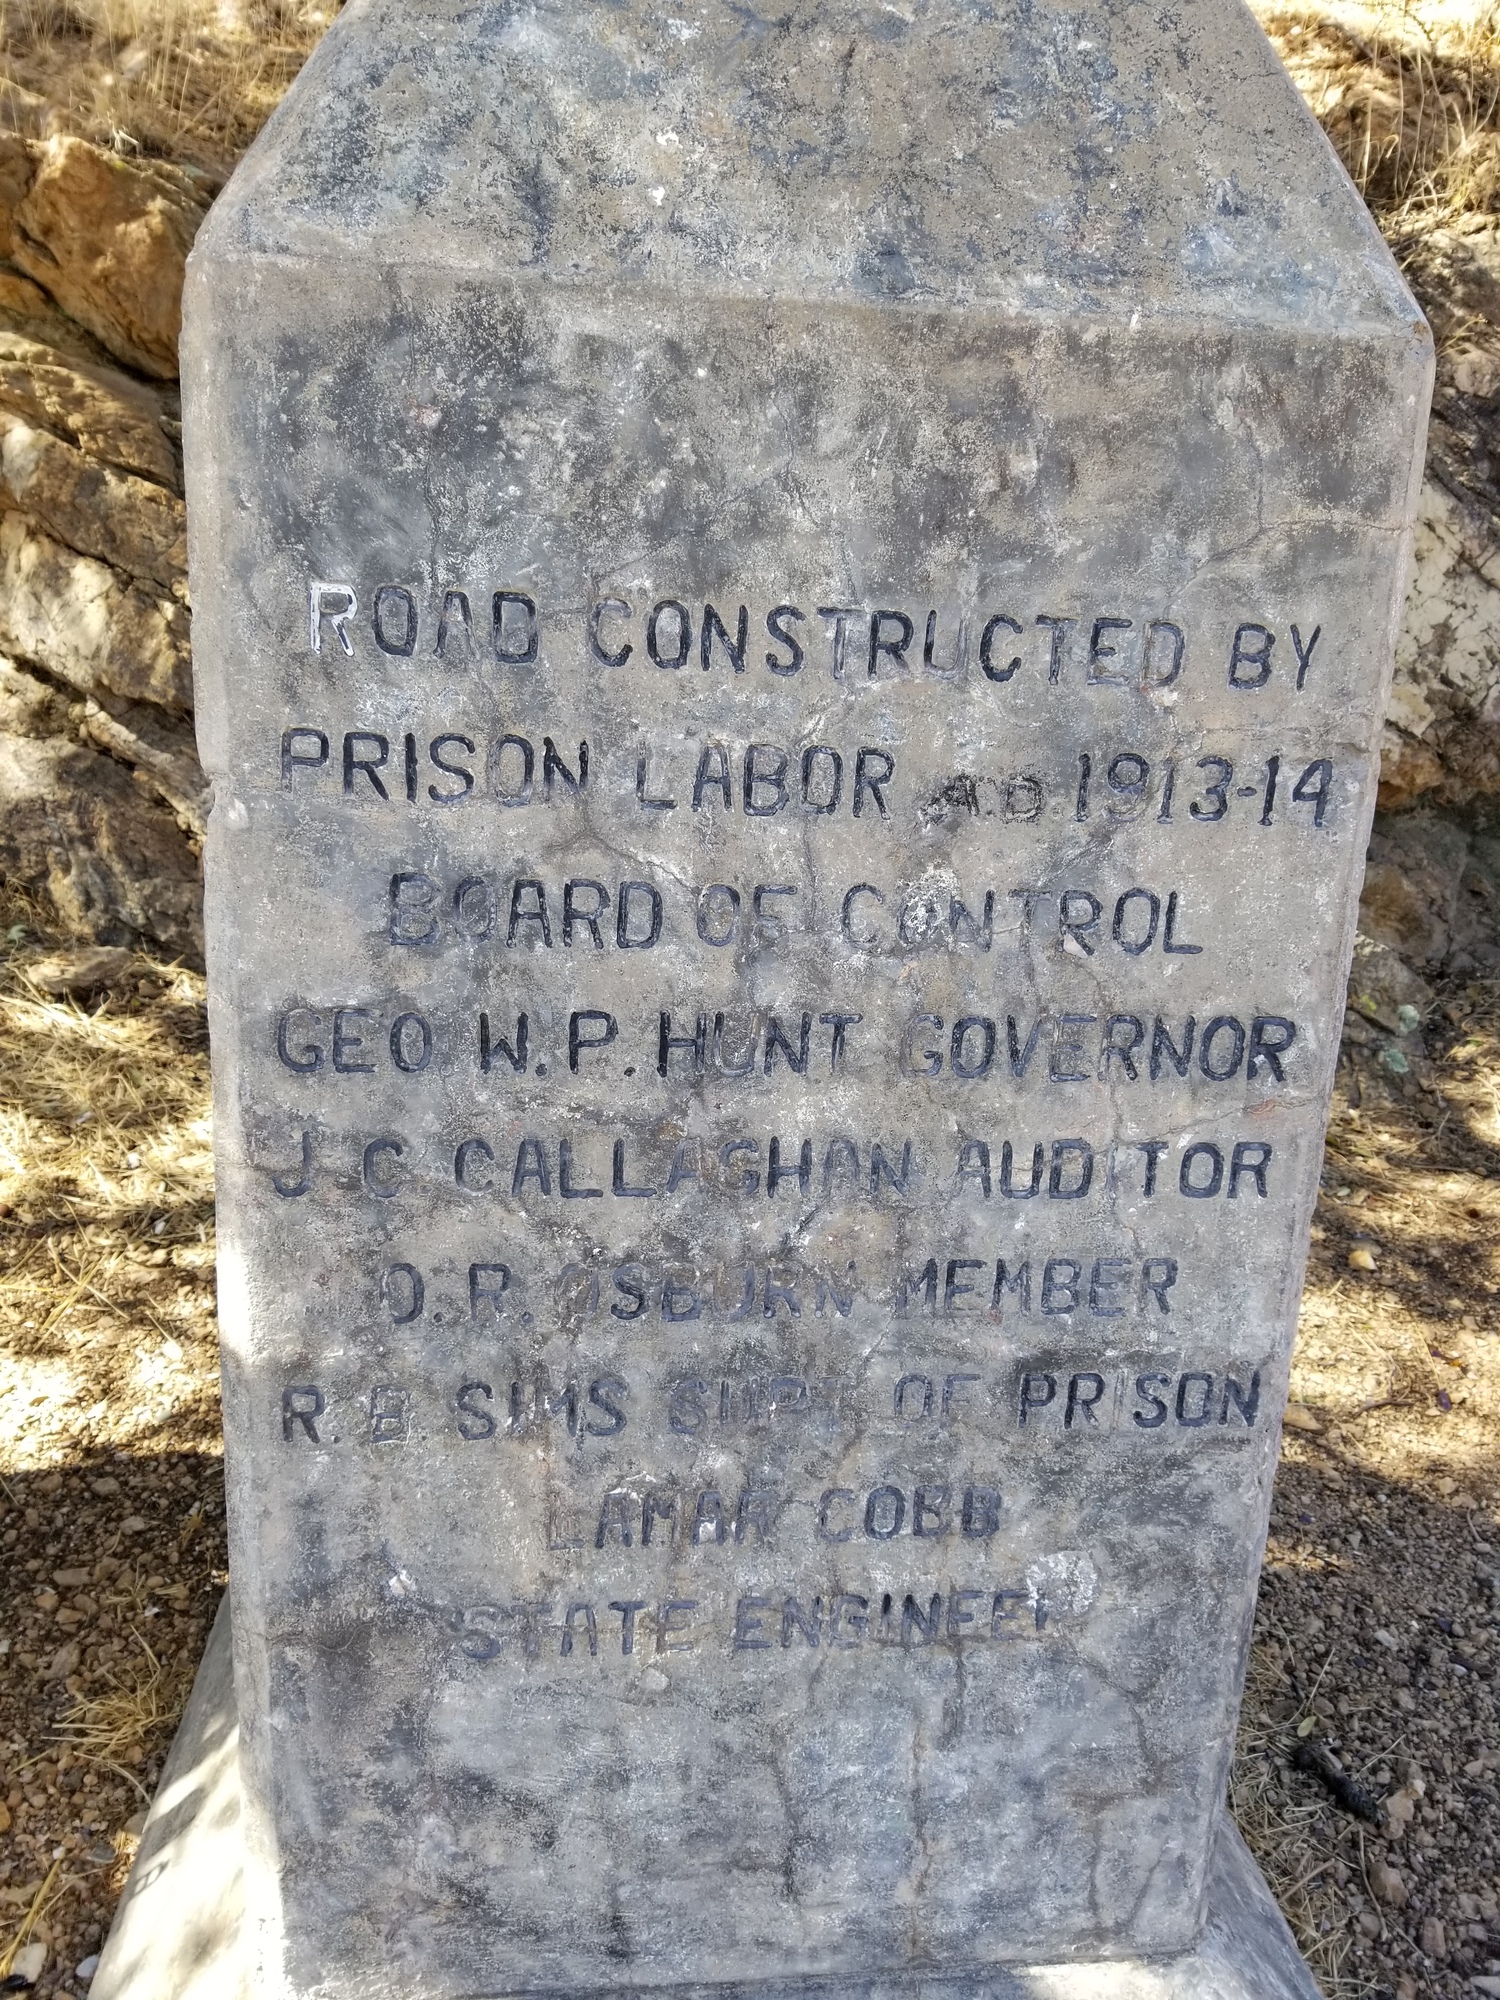 ROAD CONSTRUCTED BY
PRISON LABOR A.D. 1913-14
BOARD OF CONTROL
GEO. W. P. HUNT GOVERNOR
J. C. CALLAGHAN AUDITOR
O. R. OSBURN MEMBER
R. B. SIMS SUPT OF PRISON
LAMAR COBB
STATE ENGINEER